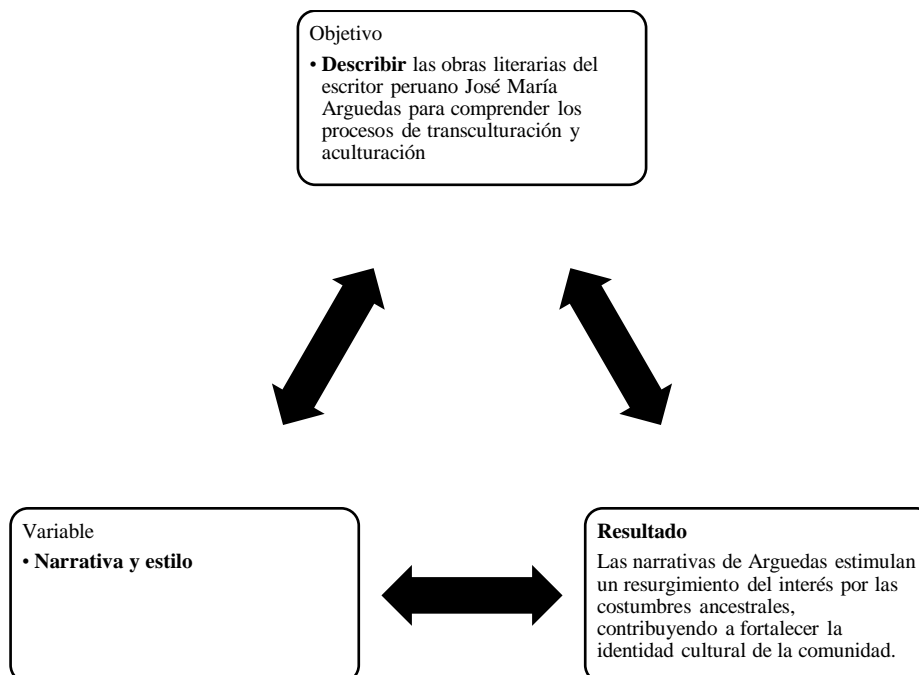 Objetivo
• Describir las obras literarias del
escritor peruano José María
Arguedas para comprender los
procesos de transculturación y
aculturación
Variable
• Narrativa y estilo
Resultado
Las narrativas de Arguedas estimulan
un resurgimiento del interés por las
costumbres ancestrales,
contribuyendo a fortalecer la
identidad cultural de la comunidad.